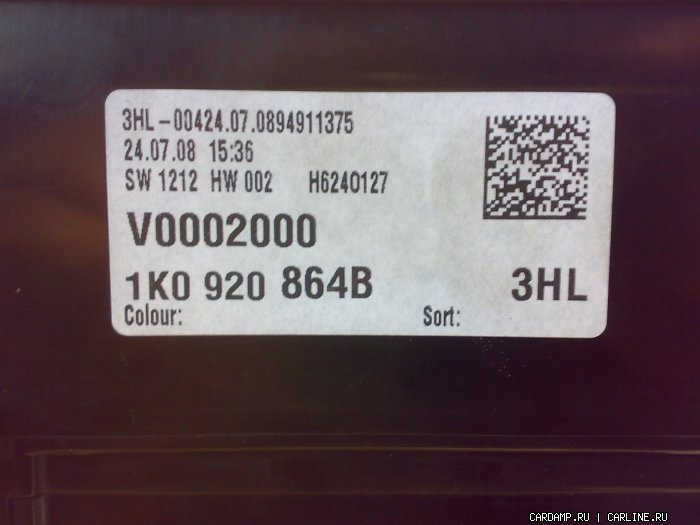 3HL-00424.07.0894911375
24.07.08 15:36
SW 1212 HW 002 H6240127
V0002000
1K0 920 864B 3HL
Colour: Sort:
CARDAMP.RU | CARLINE.RU